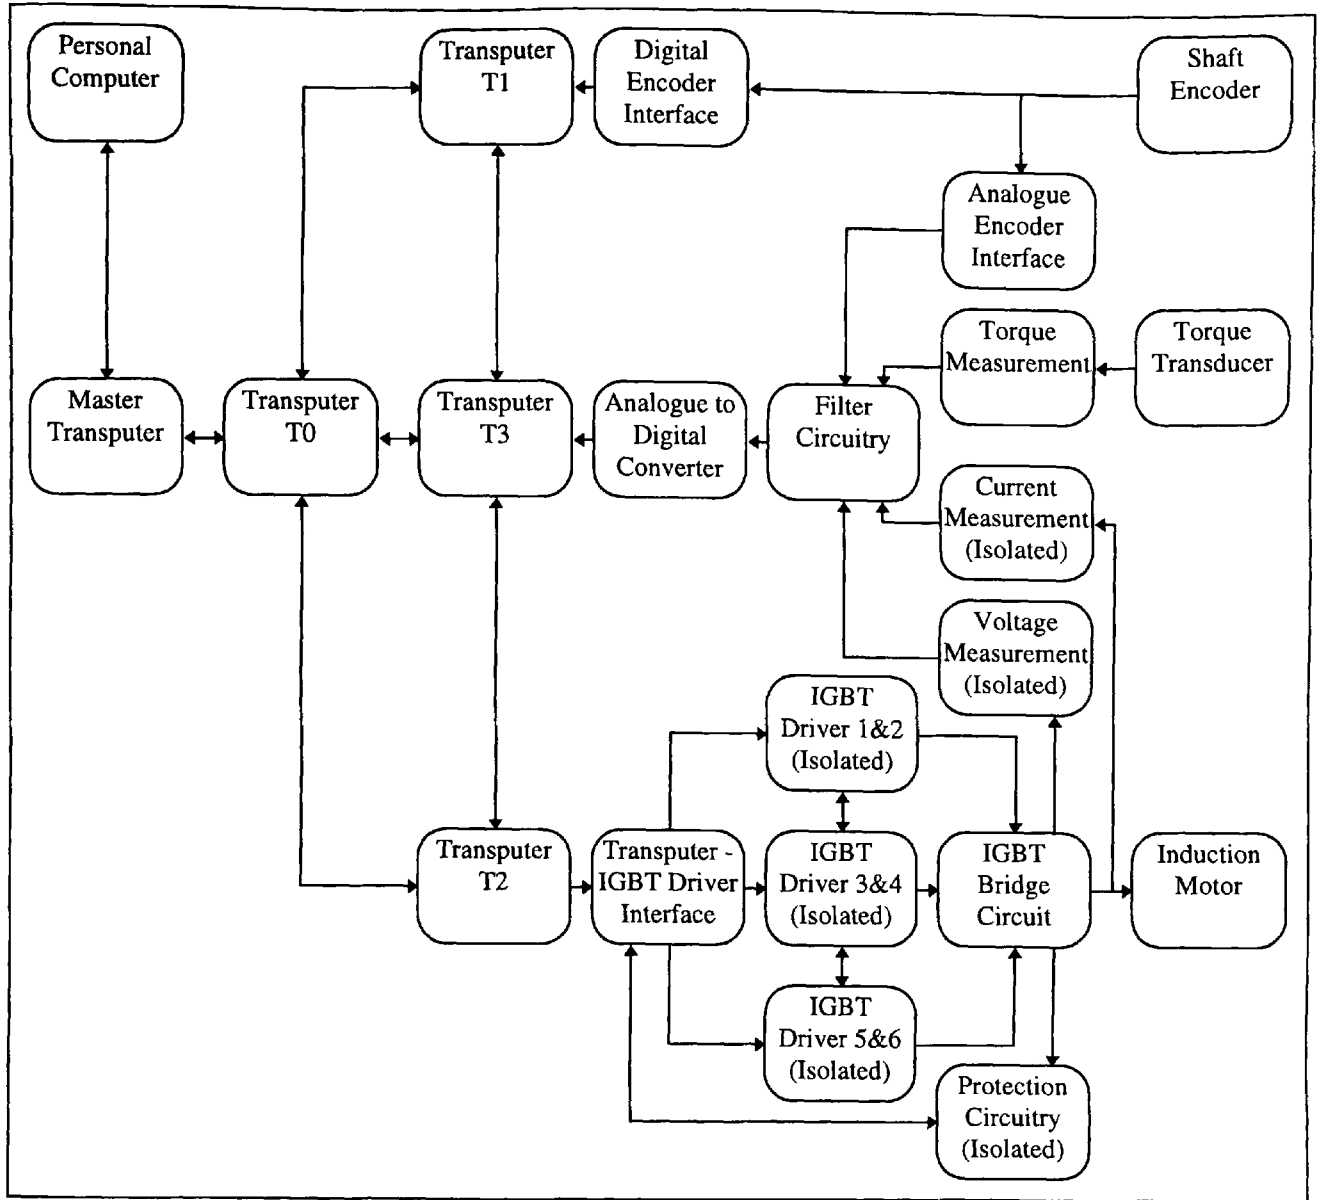 Personal
Computer
Transputer
T1
Digital
Encoder
Interface
Shaft
Encoder
Analogue
Encoder
Interface
Torque
Measurement
Torque
Transducer
Master
Transputer
Transputer
T0
Transputer
T3
Analogue to
Digital
Converter
Filter
Circuitry
Current
Measurement
(Isolated)
Voltage
Measurement
(Isolated)
IGBT
Driver 1&2
(Isolated)
Transputer
T2
Transputer -
IGBT Driver
Interface
IGBT
Driver 3&4
(Isolated)
IGBT
Bridge
Circuit
Induction
Motor
IGBT
Driver 5&6
(Isolated)
Protection
Circuitry
(Isolated)